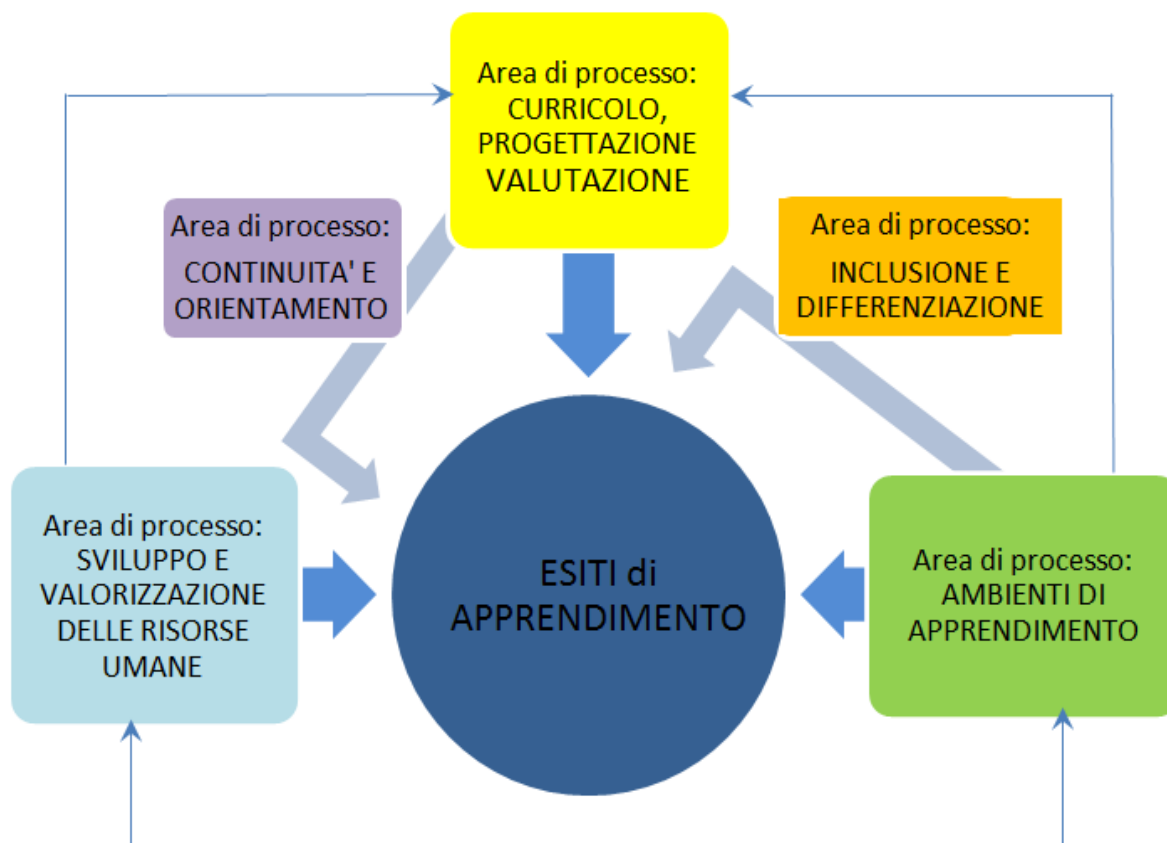 Area di processo:
CURRICOLO,
PROGETTAZIONE
VALUTAZIONE
Area di processo:
CONTINUITA' E
ORIENTAMENTO
Area di processo:
INCLUSIONE E
DIFFERENZIAZIONE
Area di processo:
SVILUPPO E
VALORIZZAZIONE
DELLE RISORSE
UMANE
ESITI di
APPRENDIMENTO
Area di processo:
AMBIENTI DI
APPRENDIMENTO